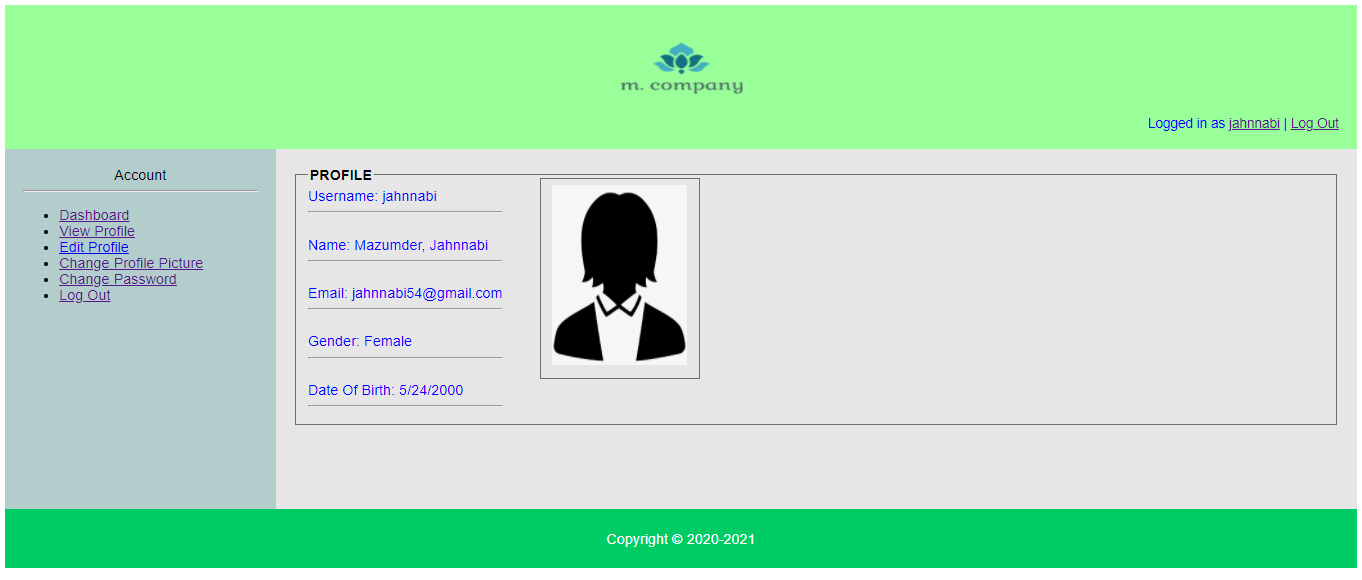 m. company
Logged in as jahnnabi | Log Out
Account
Dashboard
View Profile
Edit Profile
Change Profile Picture
Change Password
Log Out
PROFILE
Username: jahnnabi
Name: Mazumder, Jahnnabi
Email: jahnnabi54@gmail.com
Gender: Female
Date Of Birth: 5/24/2000
Copyright © 2020-2021